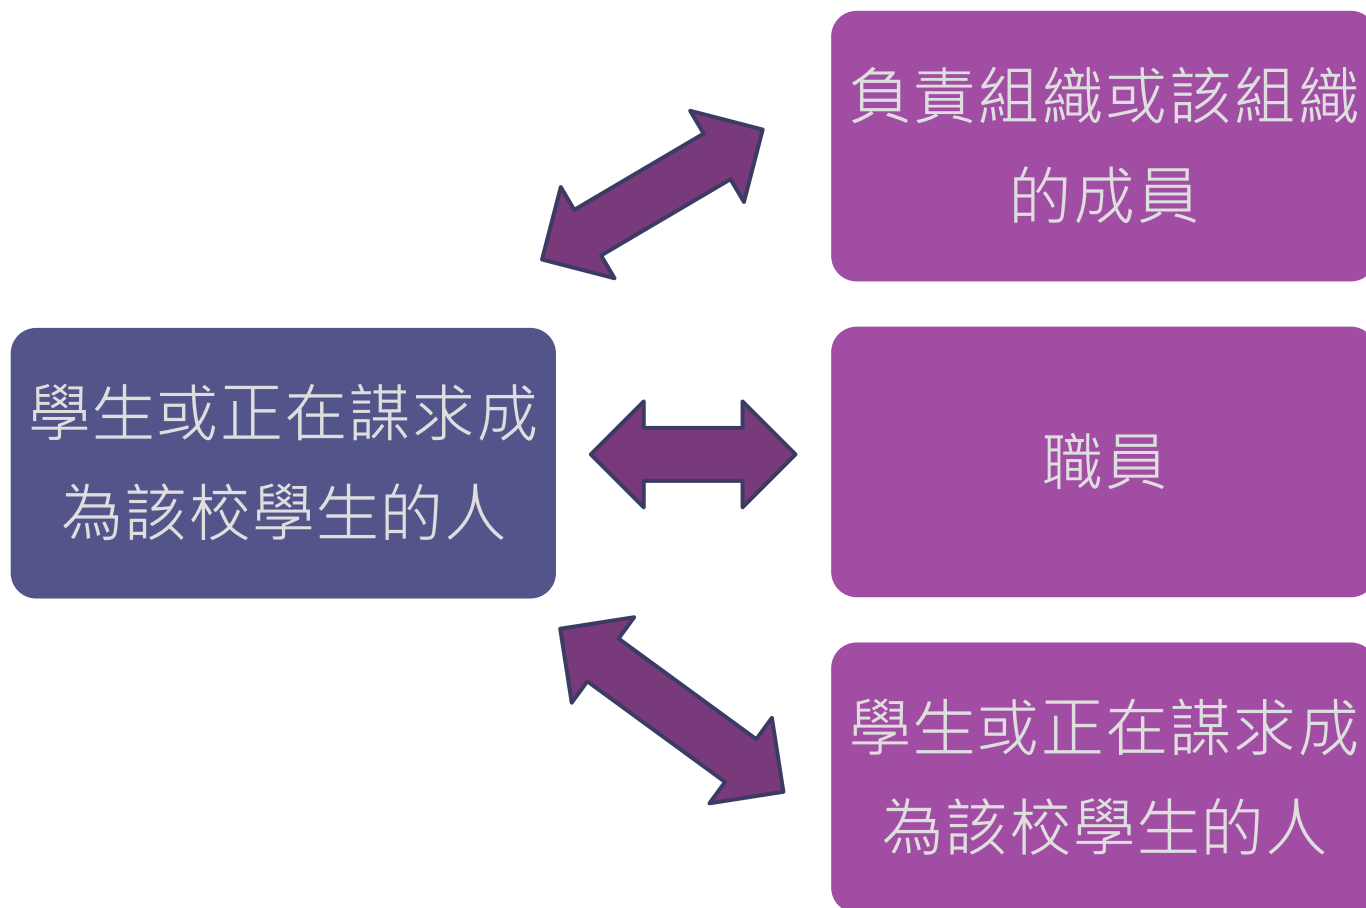 負責組織或該組織
的成員
學生或正在謀求成
為該校學生的人
職員
學生或正在謀求成
為該校學生的人